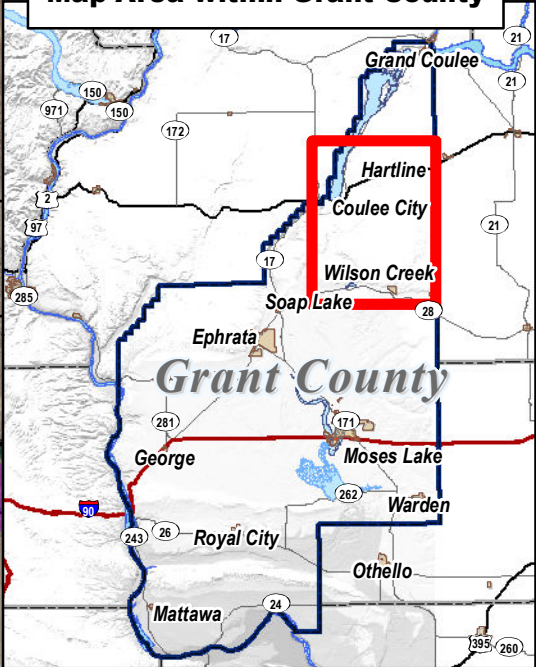 Map Area Within Grant County
17
21
Grand Coulee
150
21
971
150
172
Hartline
2
Coulee City
97
21
17
Wilson Creek
285
Soap Lake
28
Ephrata
Grant County
281
171
George
Moses Lake
262
90
Warden
243
26
Royal City
Othello
24
Mattawa
395
260